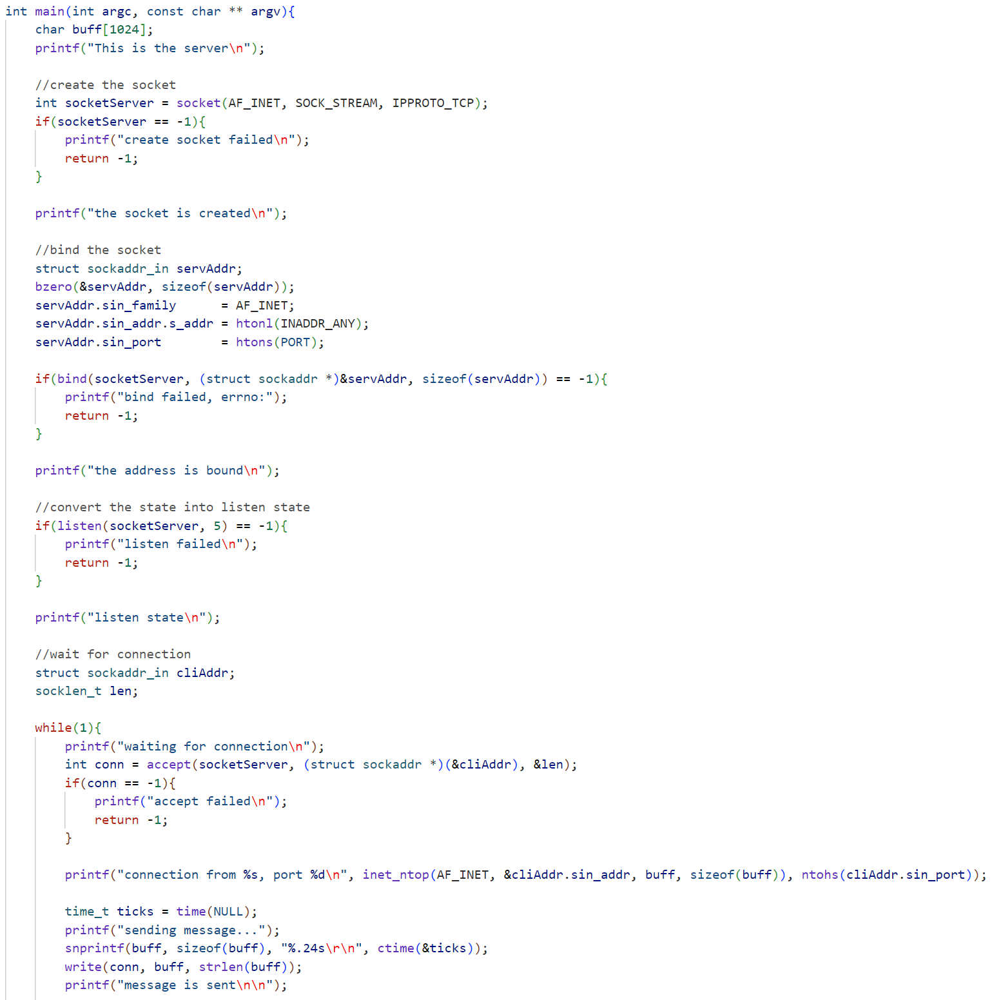 int main(int argc, const char ** argv){
    char buff[1024];
    printf("This is the server\n");

    //create the socket
    int socketServer = socket(AF_INET, SOCK_STREAM, IPPROTO_TCP);
    if(socketServer == -1){
        printf("create socket failed\n");
        return -1;
    }

    printf("the socket is created\n");

    //bind the socket
    struct sockaddr_in servAddr;
    bzero(&servAddr, sizeof(servAddr));
    servAddr.sin_family      = AF_INET;
    servAddr.sin_addr.s_addr = htonl(INADDR_ANY);
    servAddr.sin_port        = htons(PORT);

    if(bind(socketServer, (struct sockaddr *)&servAddr, sizeof(servAddr)) == -1){
        printf("bind failed, errno:");
        return -1;
    }

    printf("the address is bound\n");

    //convert the state into listen state
    if(listen(socketServer, 5) == -1){
        printf("listen failed\n");
        return -1;
    }

    printf("listen state\n");

    //wait for connection
    struct sockaddr_in cliAddr;
    socklen_t len;

    while(1){
        printf("waiting for connection\n");
        int conn = accept(socketServer, (struct sockaddr *)(&cliAddr), &len);
        if(conn == -1){
            printf("accept failed\n");
            return -1;
        }

        printf("connection from %s, port %d\n", inet_ntop(AF_INET, &cliAddr.sin_addr, buff, sizeof(buff)), ntohs(cliAddr.sin_port));

        time_t ticks = time(NULL);
        printf("sending message...");
        snprintf(buff, sizeof(buff), "%.24s\r\n", ctime(&ticks));
        write(conn, buff, strlen(buff));
        printf("message is sent\n\n");